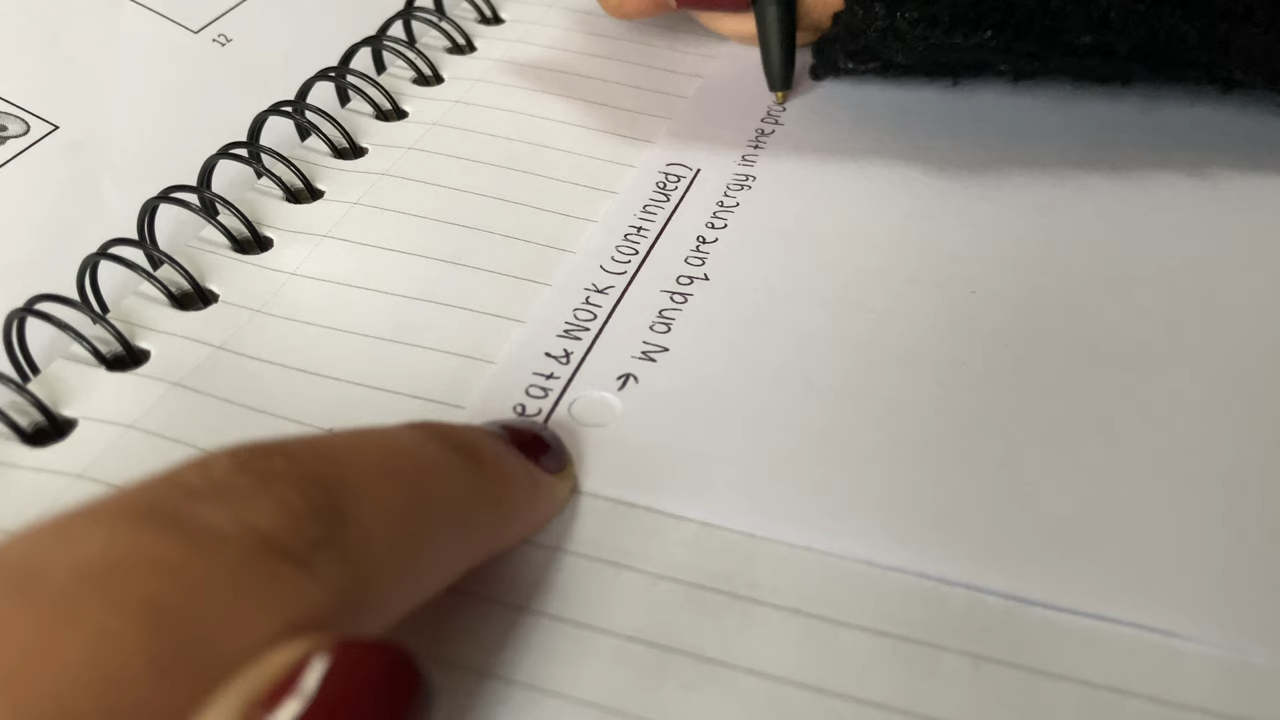 12
eat & Work (continued)
→ W and q are energy in the pro